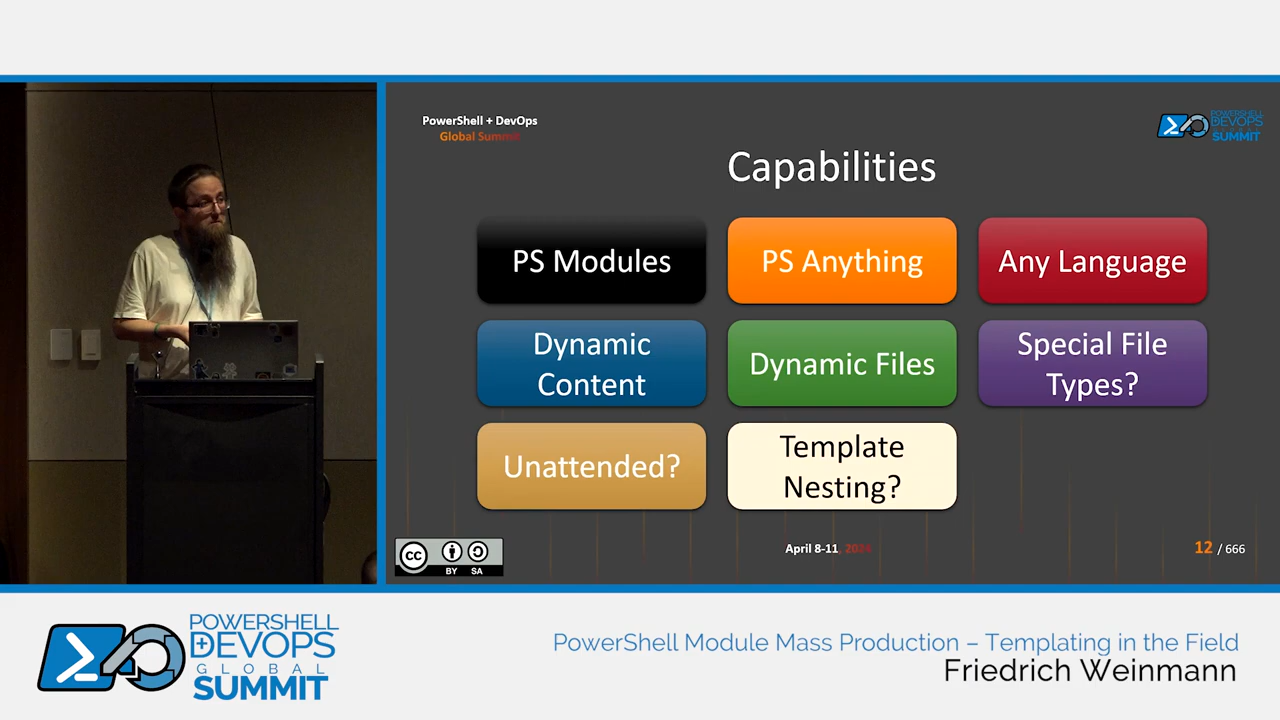 PowerShell + DevOps
Global Summit
POWERSHELL
DEVOPS
SUMMIT
Capabilities
PS Modules
PS Anything
Any Language
Dynamic
Content
Dynamic Files
Special File
Types?
Unattended?
Template
Nesting?
cc
BY SA
April 8-11, 2024
12 / 666
POWERSHELL
+DEVOPS
GLOBAL
SUMMIT
PowerShell Module Mass Production – Templating in the Field
Friedrich Weinmann